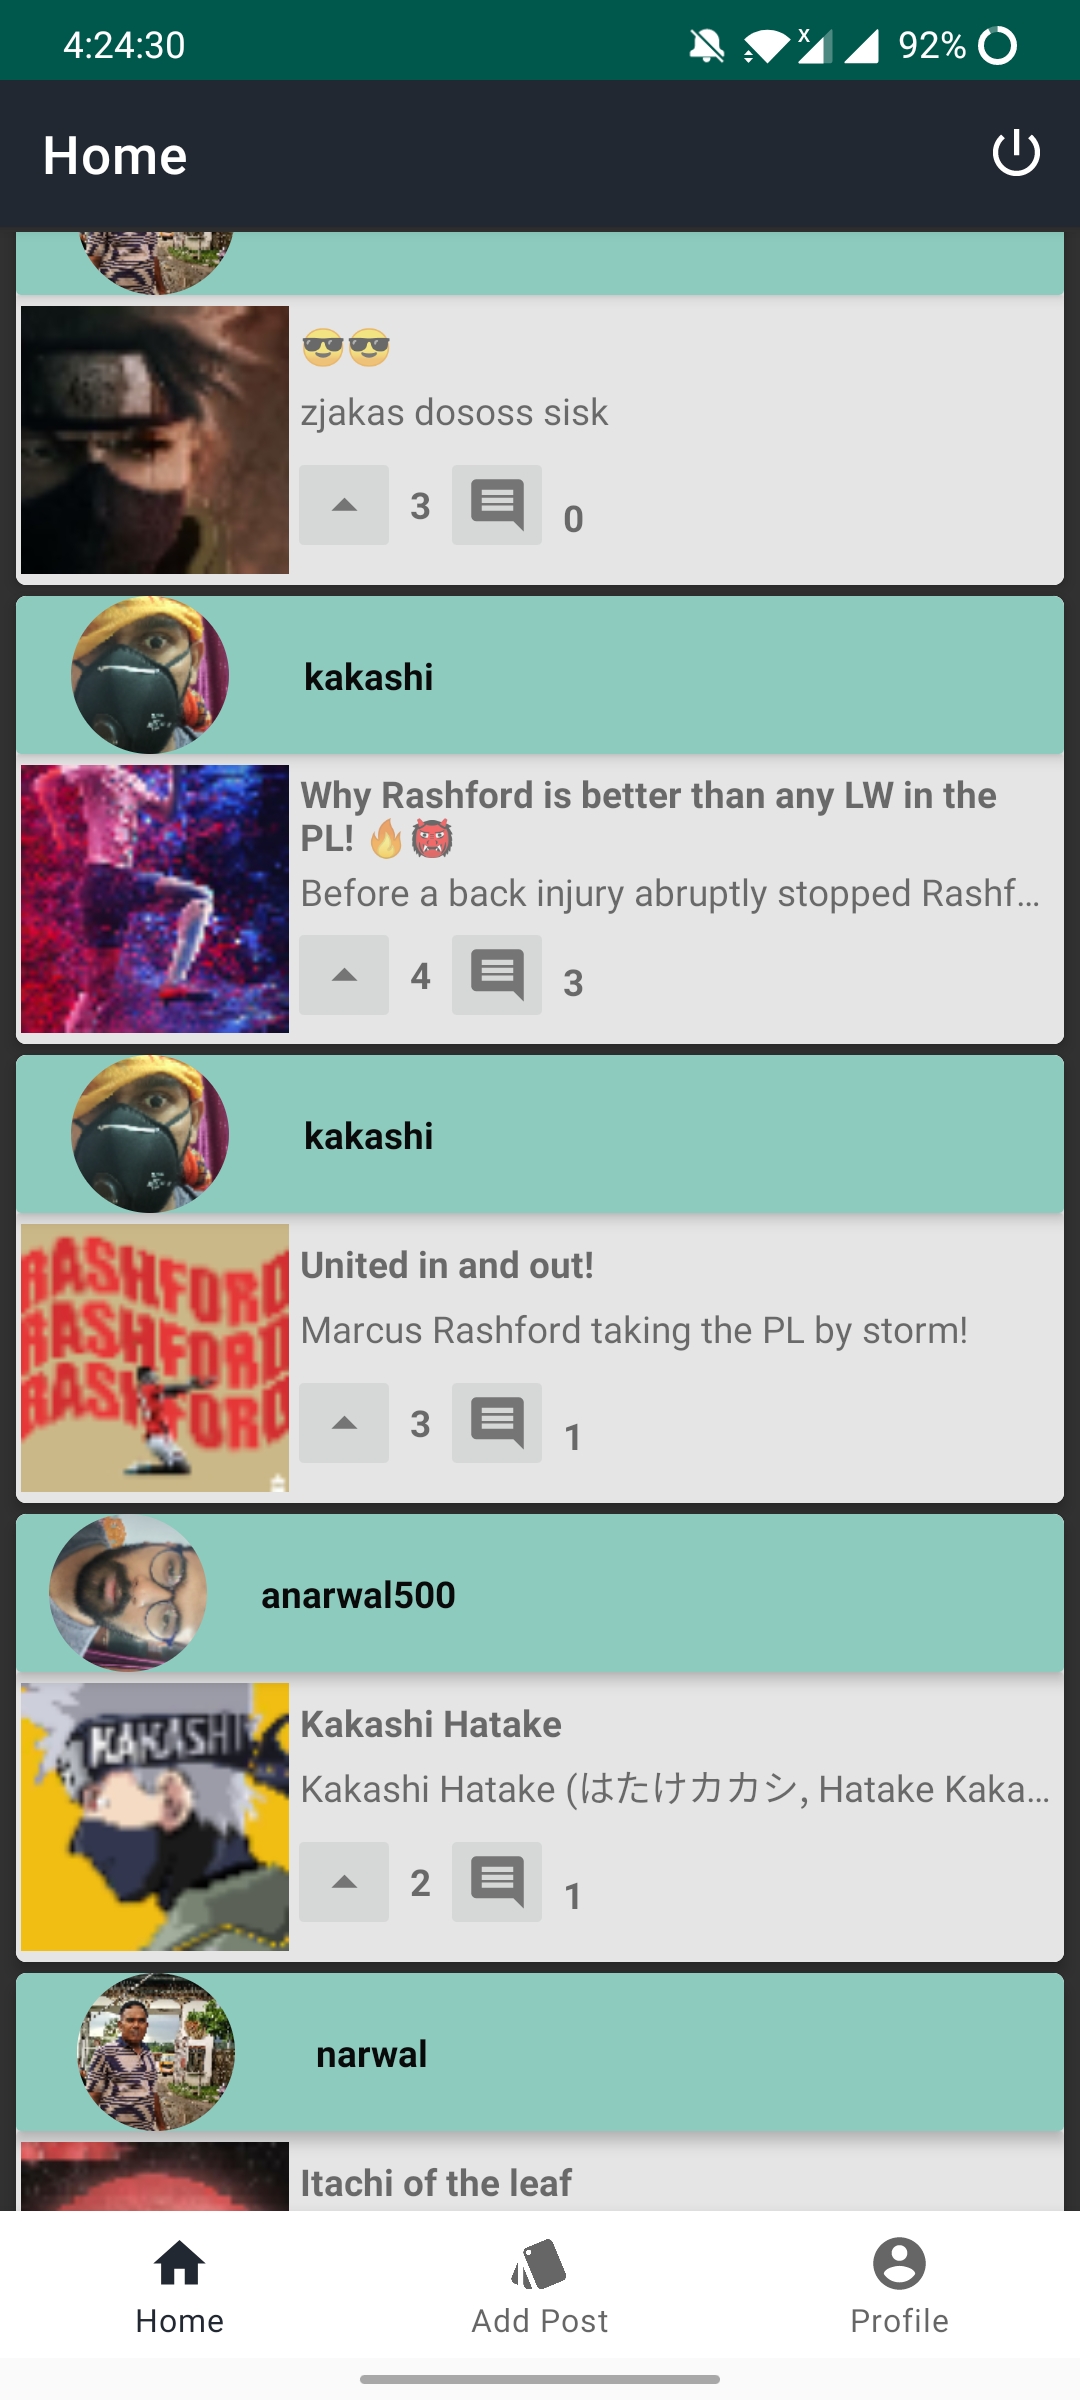 4:24:30
x
92%
Home
😎😎
zjakas dososs sisk
3
0
kakashi
Why Rashford is better than any LW in the
PL! 🔥👹
Before a back injury abruptly stopped Rashf…
4
3
kakashi
RASHFORD
RASHFORD
RASHFORD
United in and out!
Marcus Rashford taking the PL by storm!
3
1
anarwal500
KAKASHI
Kakashi Hatake
Kakashi Hatake (はたけカカシ, Hatake Kaka…
2
1
narwal
Itachi of the leaf
Home
Add Post
Profile